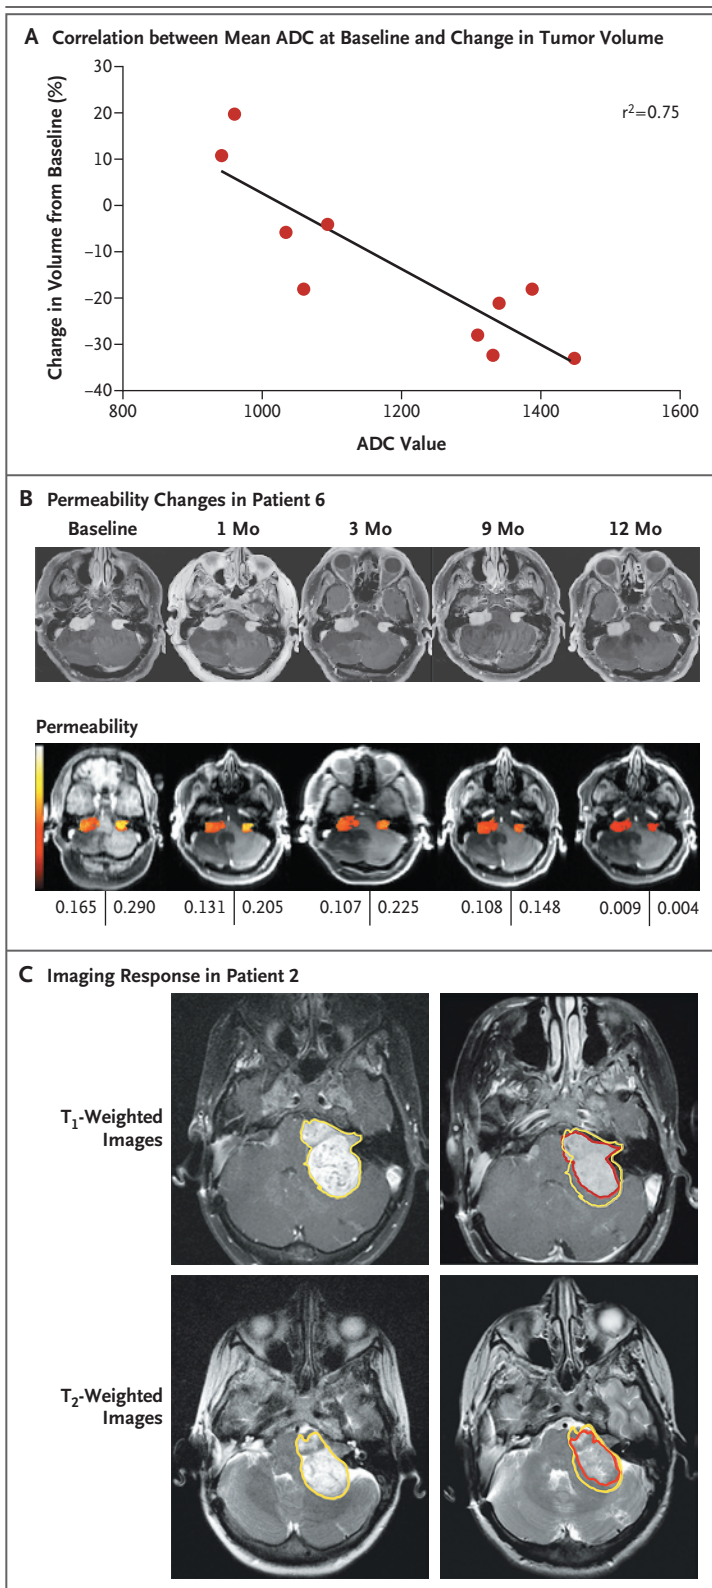 A Correlation between Mean ADC at Baseline and Change in Tumor Volume
Change in Volume from Baseline (%)
30
20
10
0
–10
–20
–30
–40
r²=0.75
800 1000 1200 1400 1600
ADC Value
B Permeability Changes in Patient 6
Baseline 1 Mo 3 Mo 9 Mo 12 Mo
Permeability
0.165 0.290 0.131 0.205 0.107 0.225 0.108 0.148 0.009 0.004
C Imaging Response in Patient 2
T₁-Weighted
Images
T₂-Weighted
Images